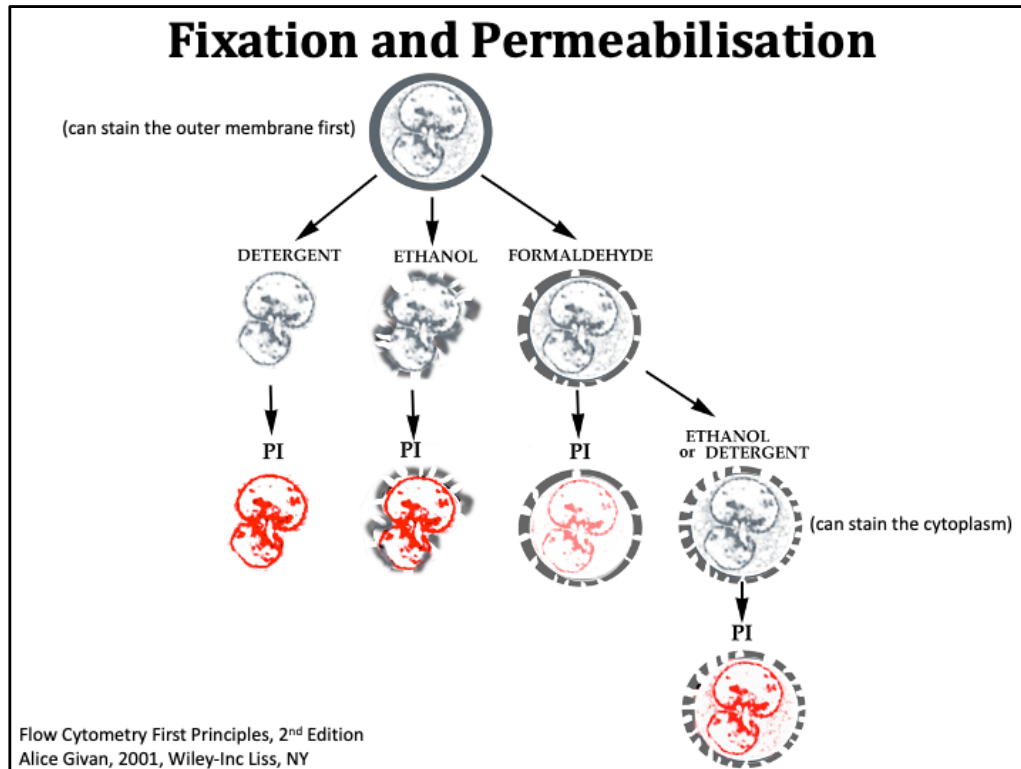 Fixation and Permeabilisation
(can stain the outer membrane first)
DETERGENT
ETHANOL
FORMALDEHYDE
PI
PI
PI
ETHANOL
or DETERGENT
(can stain the cytoplasm)
PI
Flow Cytometry First Principles, 2nd Edition
Alice Givan, 2001, Wiley-Inc Liss, NY